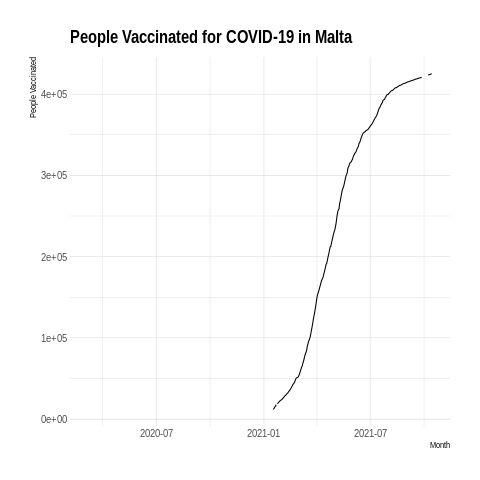 People Vaccinated for COVID-19 in Malta
People Vaccinated
4e+05
3e+05
2e+05
1e+05
0e+00
2020-07 2021-01 2021-07
Month